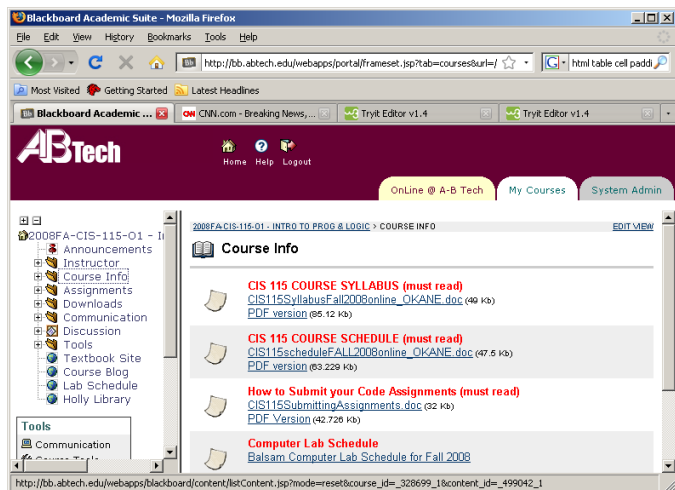 Blackboard Academic Suite - Mozilla Firefox
File Edit View History Bookmarks Tools Help
http://bb.abtech.edu/webapps/portal/frameset.jsp?tab=courses&url=/
html table cell paddi
Most Visited Getting Started Latest Headlines
Blackboard Academic ... CNN.com - Breaking News,... Tryit Editor v1.4 Tryit Editor v1.4
ABTech
Home Help Logout
OnLine @ A-B Tech My Courses System Admin
2008FA-CIS-115-01 - INTRO TO PROG & LOGIC > COURSE INFO EDIT VIEW
Course Info
2008FA-CIS-115-O1 -
Announcements
Instructor
Course Info
Assignments
Downloads
Communication
Discussion
Tools
Textbook Site
Course Blog
Lab Schedule
Holly Library
Tools
Communication
CIS 115 COURSE SYLLABUS (must read)
CIS115SyllabusFall2008online_OKANE.doc (49 Kb)
PDF version (85.12 Kb)
CIS 115 COURSE SCHEDULE (must read)
CIS115scheduleFALL2008online_OKANE.doc (47.5 Kb)
PDF version (63.229 Kb)
How to Submit your Code Assignments (must read)
CIS115SubmittingAssignments.doc (32 Kb)
PDF Version (42.726 Kb)
Computer Lab Schedule
Balsam Computer Lab Schedule for Fall 2008
http://bb.abtech.edu/webapps/blackboard/content/listContent.jsp?mode=reset&course_id=_328699_1&content_id=_499042_1